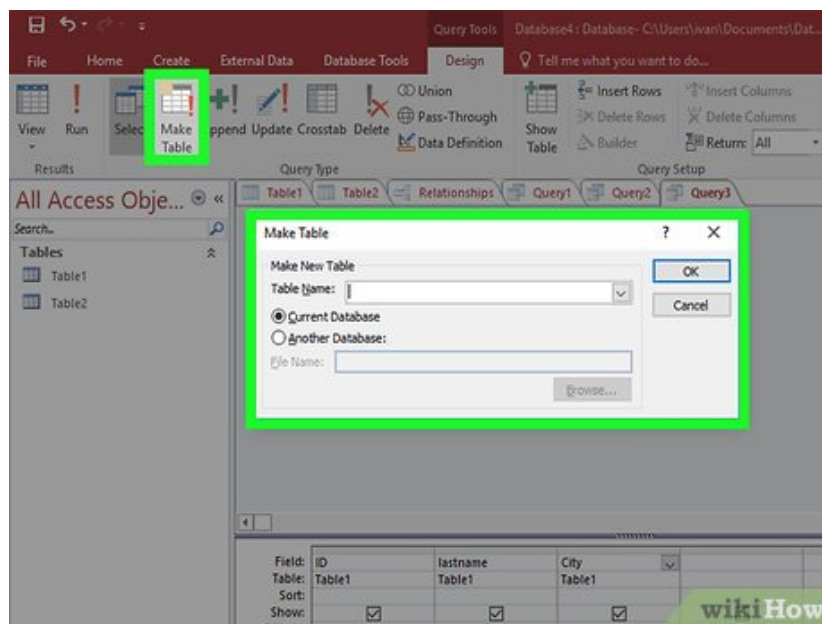 Query Tools Database4 : Database- C:\Users\ivan\Documents\Dat...
File Home Create External Data Database Tools Design Tell me what you want to do...
View Run Selec Make Table ppend Update Crosstab Delete
Union
Pass-Through
Data Definition
Show Table
Insert Rows
Delete Rows
Builder
Insert Columns
Delete Columns
Return: All
Results Query Type Query Setup
All Access Obje... «
Search...
Tables
Table1
Table2
Table1 Table2 Relationships Query1 Query2 Query3
Make Table ? X
Make New Table
Table Name:
Current Database
Another Database:
File Name:
Browse...
OK
Cancel
Field: ID lastname City
Table: Table1 Table1 Table1
Sort:
Show:
wikiHow